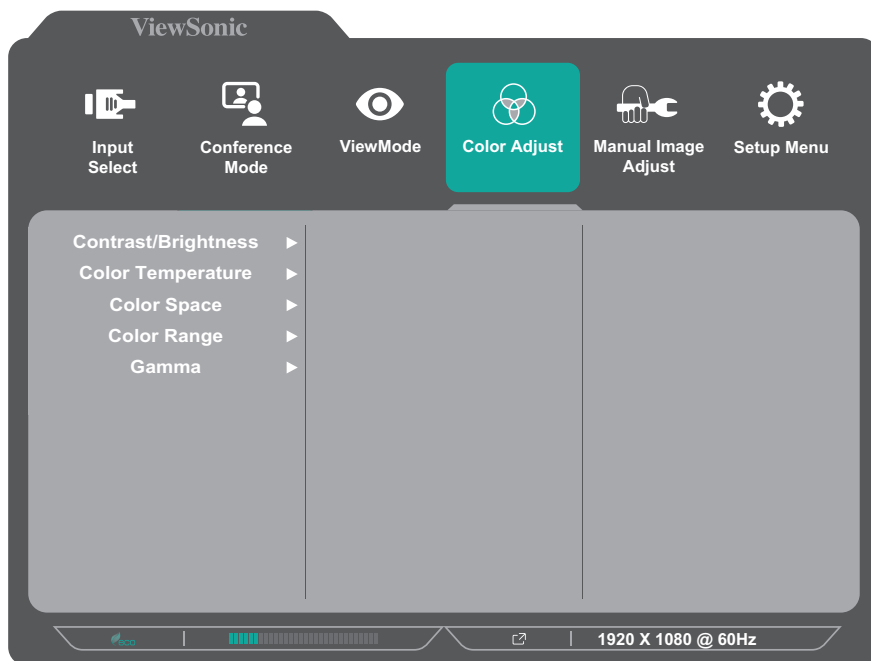 ViewSonic
Input
Select
Conference
Mode
ViewMode
Color Adjust
Manual Image
Adjust
Setup Menu
Contrast/Brightness
Color Temperature
Color Space
Color Range
Gamma
eco
1920 X 1080 @ 60Hz